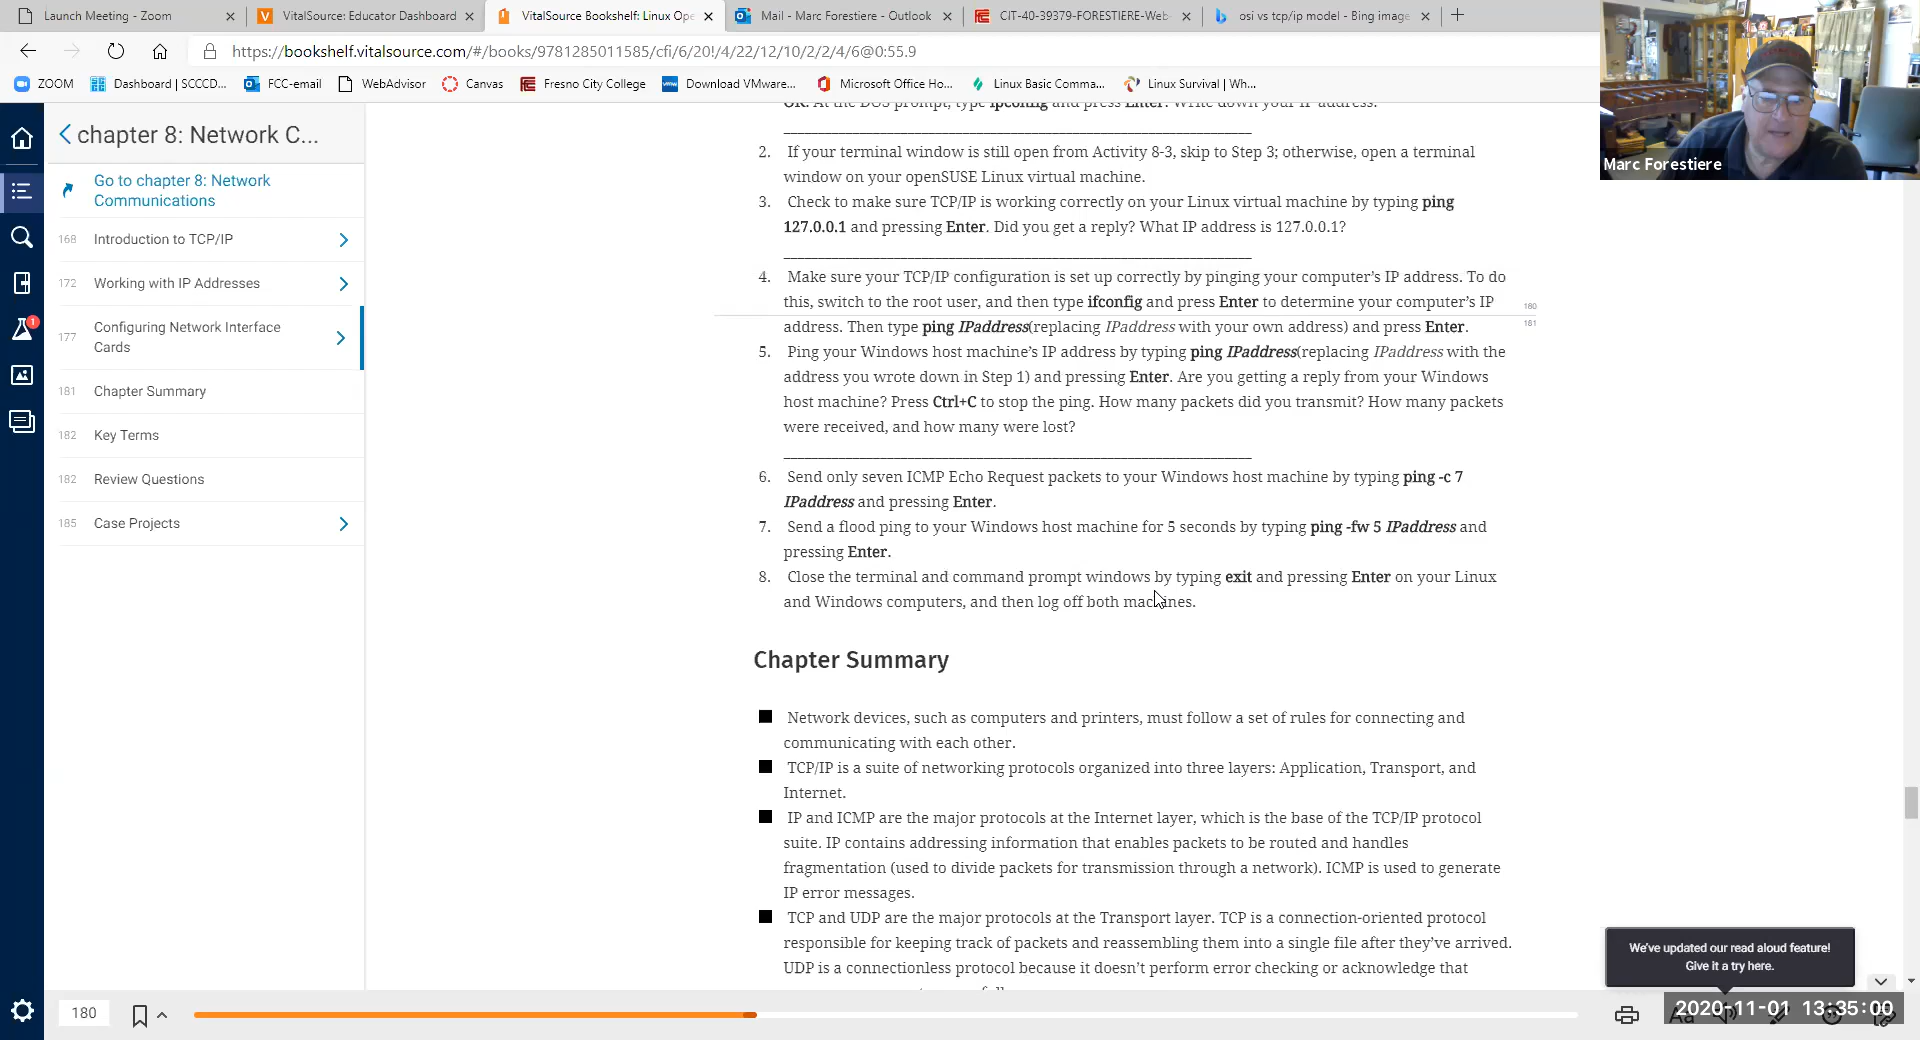 Launch Meeting - Zoom
VitalSource: Educator Dashboard
VitalSource Bookshelf: Linux Ope
Mail - Marc Forestiere - Outlook
CIT-40-39379-FORESTIERE-Web-
osi vs tcp/ip model - Bing image
https://bookshelf.vitalsource.com/#/books/9781285011585/cfi/6/20!/4/22/12/10/2/2/4/6@0:55.9
ZOOM
Dashboard | SCCCD...
FCC-email
WebAdvisor
Canvas
Fresno City College
Download VMware...
Microsoft Office Ho...
Linux Basic Comma...
Linux Survival | Wh...
Marc Forestiere
chapter 8: Network C...
Go to chapter 8: Network
Communications
168 Introduction to TCP/IP
172 Working with IP Addresses
177 Configuring Network Interface
Cards
181 Chapter Summary
182 Key Terms
182 Review Questions
185 Case Projects
OK. At the DOS prompt, type ipconfig and press Enter. Write down your IP address.
2. If your terminal window is still open from Activity 8-3, skip to Step 3; otherwise, open a terminal
window on your openSUSE Linux virtual machine.
3. Check to make sure TCP/IP is working correctly on your Linux virtual machine by typing ping
127.0.0.1 and pressing Enter. Did you get a reply? What IP address is 127.0.0.1?
4. Make sure your TCP/IP configuration is set up correctly by pinging your computer's IP address. To do
this, switch to the root user, and then type ifconfig and press Enter to determine your computer's IP
180
181
address. Then type ping IPaddress(replacing IPaddress with your own address) and press Enter.
5. Ping your Windows host machine's IP address by typing ping IPaddress(replacing IPaddress with the
address you wrote down in Step 1) and pressing Enter. Are you getting a reply from your Windows
host machine? Press Ctrl+C to stop the ping. How many packets did you transmit? How many packets
were received, and how many were lost?
6. Send only seven ICMP Echo Request packets to your Windows host machine by typing ping -c 7
IPaddress and pressing Enter.
7. Send a flood ping to your Windows host machine for 5 seconds by typing ping -fw 5 IPaddress and
pressing Enter.
8. Close the terminal and command prompt windows by typing exit and pressing Enter on your Linux
and Windows computers, and then log off both machines.
Chapter Summary
Network devices, such as computers and printers, must follow a set of rules for connecting and
communicating with each other.
TCP/IP is a suite of networking protocols organized into three layers: Application, Transport, and
Internet.
IP and ICMP are the major protocols at the Internet layer, which is the base of the TCP/IP protocol
suite. IP contains addressing information that enables packets to be routed and handles
fragmentation (used to divide packets for transmission through a network). ICMP is used to generate
IP error messages.
TCP and UDP are the major protocols at the Transport layer. TCP is a connection-oriented protocol
responsible for keeping track of packets and reassembling them into a single file after they've arrived.
UDP is a connectionless protocol because it doesn't perform error checking or acknowledge that
We've updated our read aloud feature!
Give it a try here.
180
2020-11-01 13:35:00